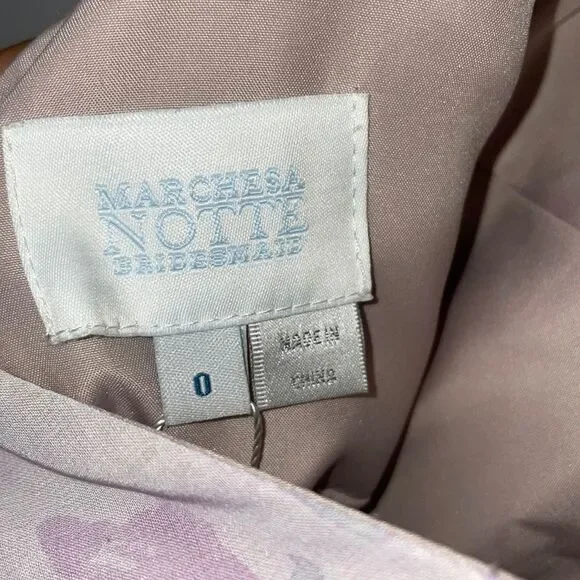 MARCHESA
NOTTE
BRIDESMAID
0
MADE IN
CHINA